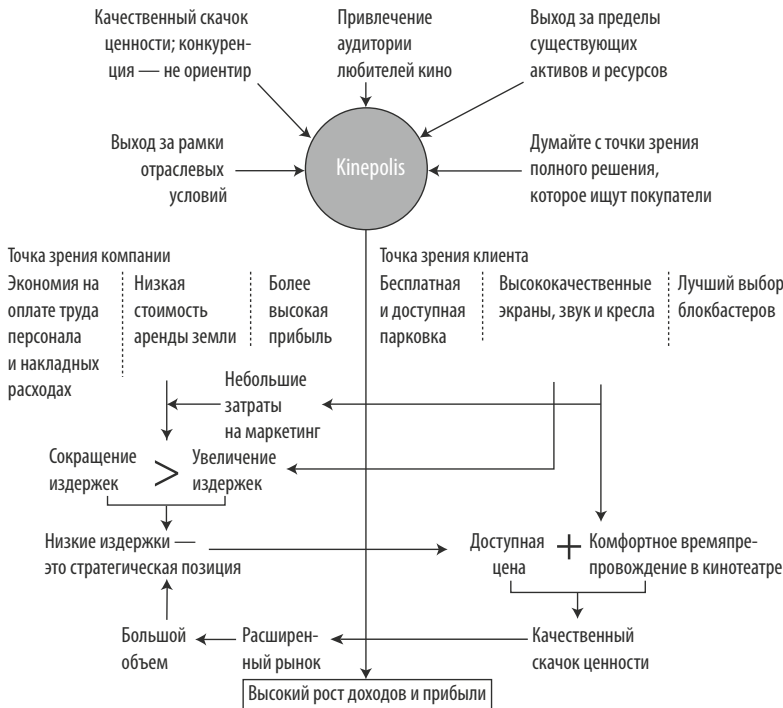 Качественный скачок
ценности; конкурен-
ция — не ориентир
Привлечение
аудитории
любителей кино
Выход за пределы
существующих
активов и ресурсов
Выход за рамки
отраслевых
условий
Kinepolis
Думайте с точки зрения
полного решения,
которое ищут покупатели
Точка зрения компании
Экономия на
оплате труда
персонала
и накладных
расходах
Низкая
стоимость
аренды земли
Более
высокая
прибыль
Точка зрения клиента
Бесплатная
и доступная
парковка
Высококачественные
экраны, звук и кресла
Лучший выбор
блокбастеров
Небольшие
затраты
на маркетинг
Сокращение
издержек
>
Увеличение
издержек
Низкие издержки —
это стратегическая позиция
Доступная
цена
+
Комфортное времяпре-
препровождение в кинотеатре
Большой
объем
Расширен-
ный рынок
Качественный
скачок ценности
Высокий рост доходов и прибыли